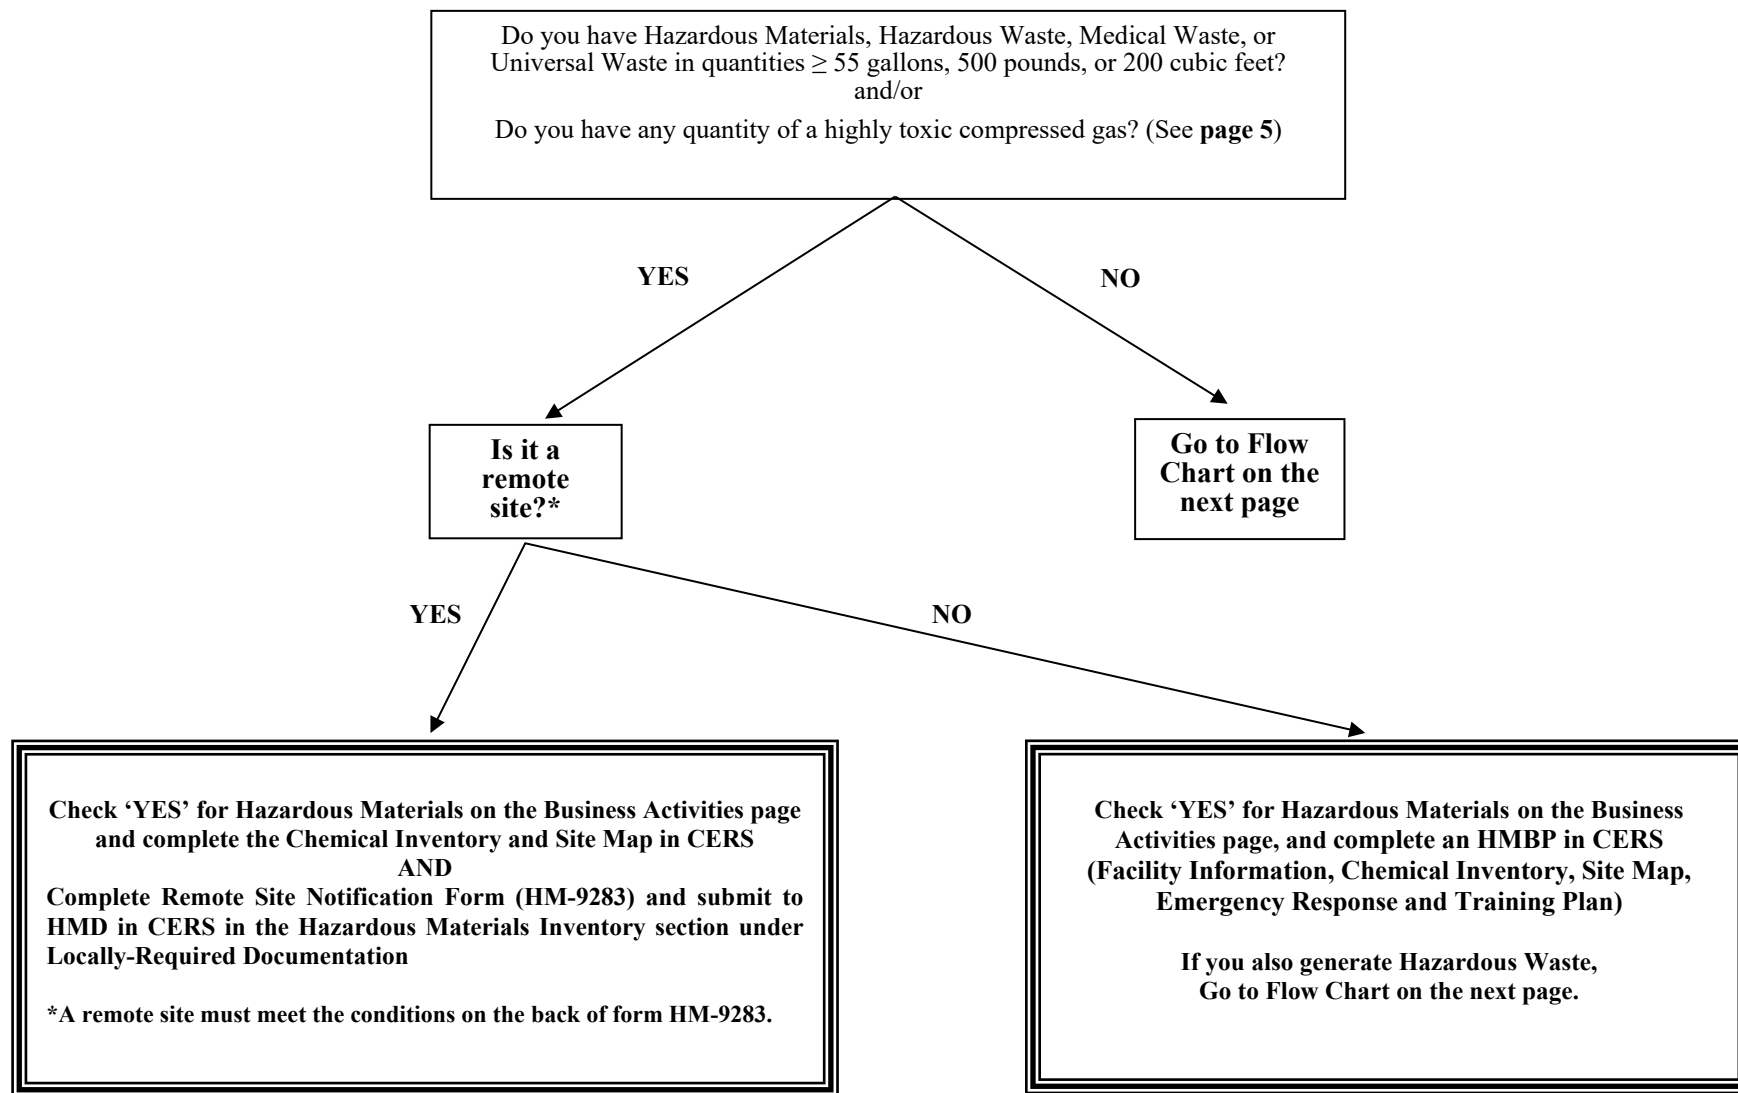 Do you have Hazardous Materials, Hazardous Waste, Medical Waste, or
Universal Waste in quantities ≥ 55 gallons, 500 pounds, or 200 cubic feet?
and/or
Do you have any quantity of a highly toxic compressed gas? (See page 5)
YES
NO
Is it a
remote
site?*
Go to Flow
Chart on the
next page
YES
NO
Check ‘YES’ for Hazardous Materials on the Business Activities page
and complete the Chemical Inventory and Site Map in CERS
AND
Complete Remote Site Notification Form (HM-9283) and submit to
HMD in CERS in the Hazardous Materials Inventory section under
Locally-Required Documentation
*A remote site must meet the conditions on the back of form HM-9283.
Check ‘YES’ for Hazardous Materials on the Business
Activities page, and complete an HMBP in CERS
(Facility Information, Chemical Inventory, Site Map,
Emergency Response and Training Plan)
If you also generate Hazardous Waste,
Go to Flow Chart on the next page.